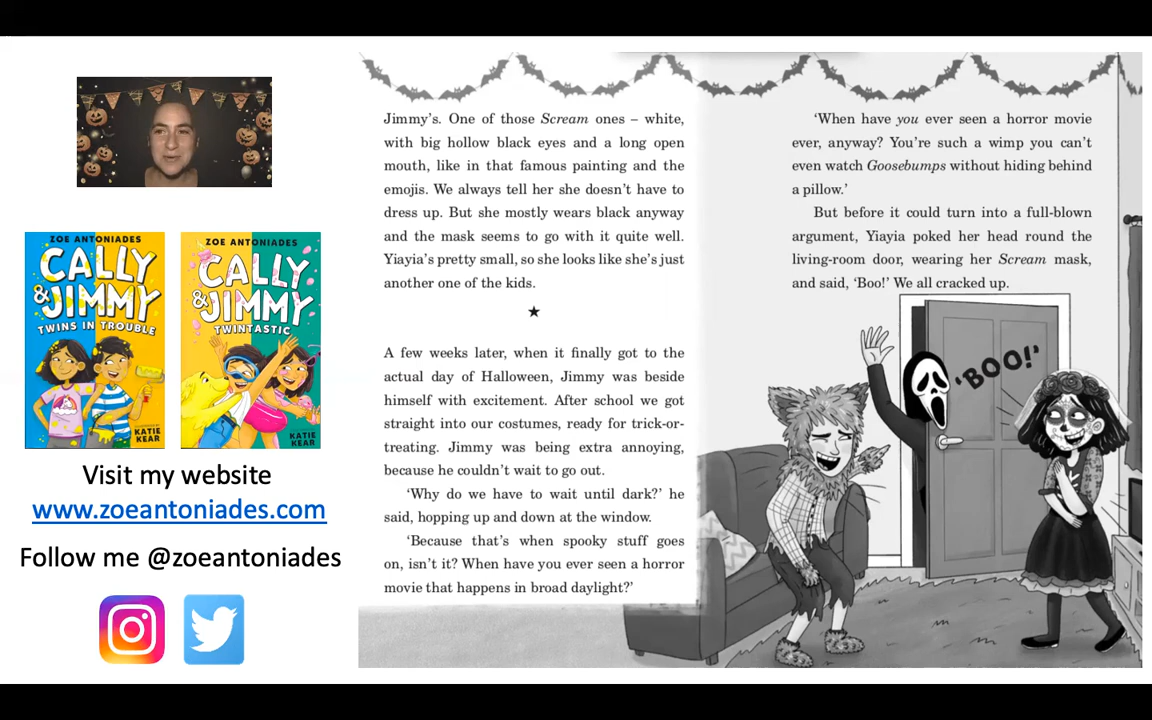 ZOE ANTONIADES
CALLY
& JIMMY
TWINS IN TROUBLE
KATIE
KEAR
ZOE ANTONIADES
CALLY
& JIMMY
TWINTASTIC
KATIE
KEAR
Visit my website
www.zoeantoniades.com
Follow me @zoeantoniades
Jimmy’s. One of those Scream ones – white,
with big hollow black eyes and a long open
mouth, like in that famous painting and the
emojis. We always tell her she doesn’t have to
dress up. But she mostly wears black anyway
and the mask seems to go with it quite well.
Yiayia’s pretty small, so she looks like she’s just
another one of the kids.
★
A few weeks later, when it finally got to the
actual day of Halloween, Jimmy was beside
himself with excitement. After school we got
straight into our costumes, ready for trick-or-
treating. Jimmy was being extra annoying,
because he couldn’t wait to go out.
‘Why do we have to wait until dark?’ he
said, hopping up and down at the window.
‘Because that’s when spooky stuff goes
on, isn’t it? When have you ever seen a horror
movie that happens in broad daylight?’
‘When have you ever seen a horror movie
ever, anyway? You’re such a wimp you can’t
even watch Goosebumps without hiding behind
a pillow.’
But before it could turn into a full-blown
argument, Yiayia poked her head round the
living-room door, wearing her Scream mask,
and said, ‘Boo!’ We all cracked up.
‘BOO!’